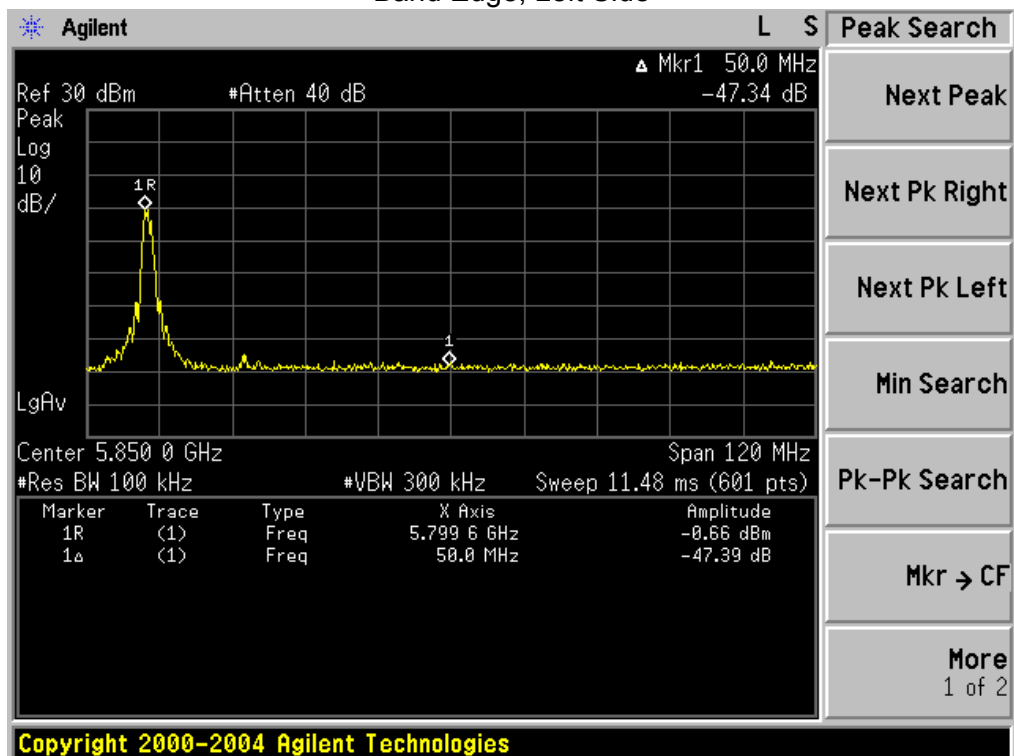 Band Edge, Left Side
Agilent L S Peak Search
Δ Mkr1 50.0 MHz
Ref 30 dBm #Atten 40 dB -47.34 dB
Peak
Log
10
dB/
1R
1
LgAv
Center 5.850 0 GHz Span 120 MHz
#Res BW 100 kHz #VBW 300 kHz Sweep 11.48 ms (601 pts)
Marker Trace Type X Axis Amplitude
1R (1) Freq 5.799 6 GHz -0.66 dBm
1Δ (1) Freq 50.0 MHz -47.39 dB
Next Peak
Next Pk Right
Next Pk Left
Min Search
Pk-Pk Search
Mkr → CF
More
1 of 2
Copyright 2000-2004 Agilent Technologies